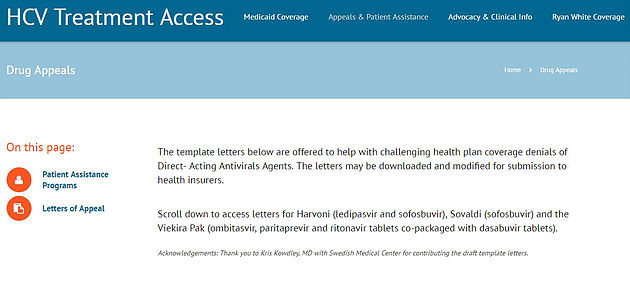 HCV Treatment Access
Medicaid Coverage
Appeals & Patient Assistance
Advocacy & Clinical Info
Ryan White Coverage
Drug Appeals
Home > Drug Appeals
On this page:
Patient Assistance
Programs
Letters of Appeal
The template letters below are offered to help with challenging health plan coverage denials of
Direct- Acting Antivirals Agents. The letters may be downloaded and modified for submission to
health insurers.
Scroll down to access letters for Harvoni (ledipasvir and sofosbuvir), Sovaldi (sofosbuvir) and the
Viekira Pak (ombitasvir, paritaprevir and ritonavir tablets co-packaged with dasabuvir tablets).
Acknowledgements: Thank you to Kris Kowdley, MD with Swedish Medical Center for contributing the draft template letters.